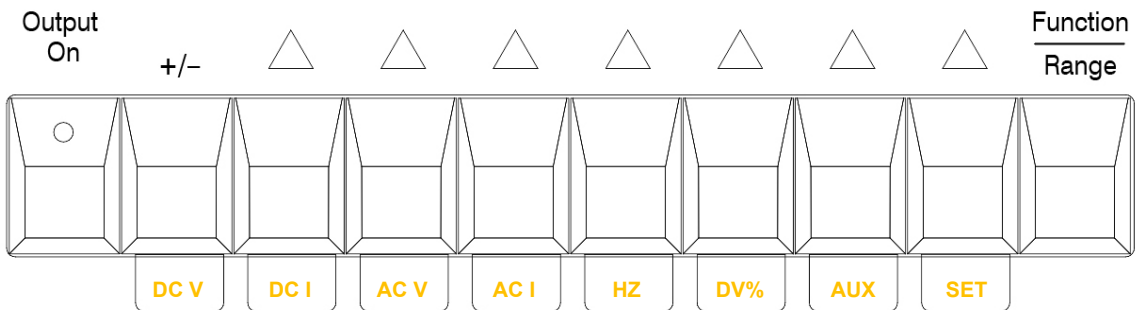 Output
On
+/−
Function
Range
DC V
DC I
AC V
AC I
HZ
DV%
AUX
SET